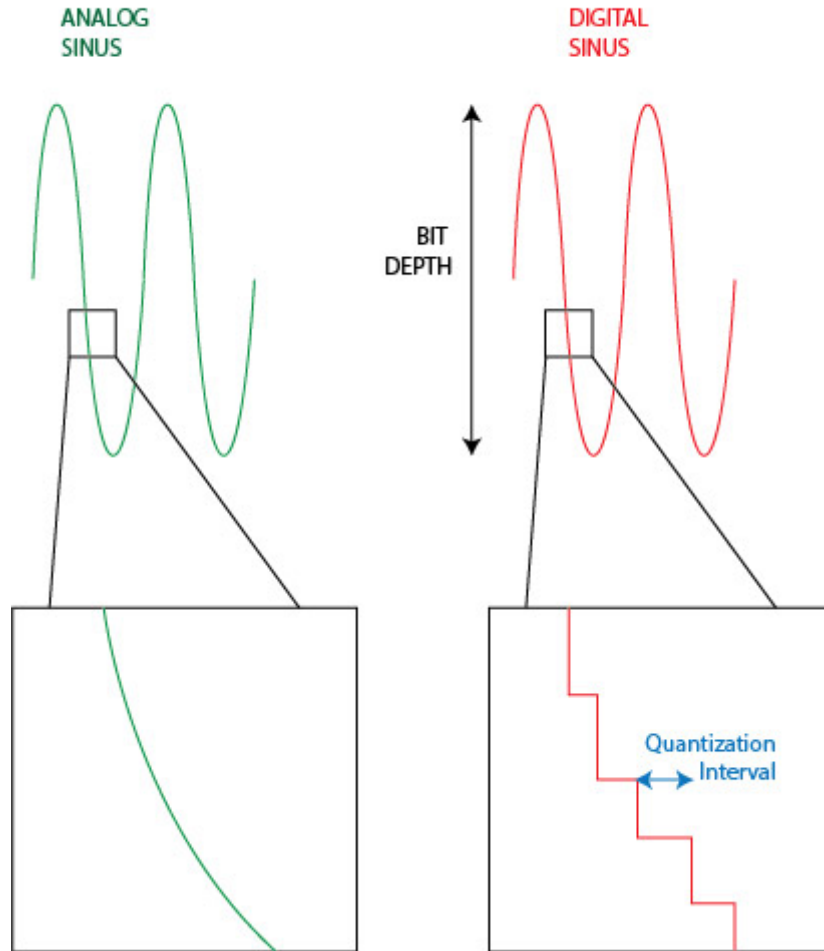 ANALOG
SINUS
DIGITAL
SINUS
BIT
DEPTH
Quantization
Interval